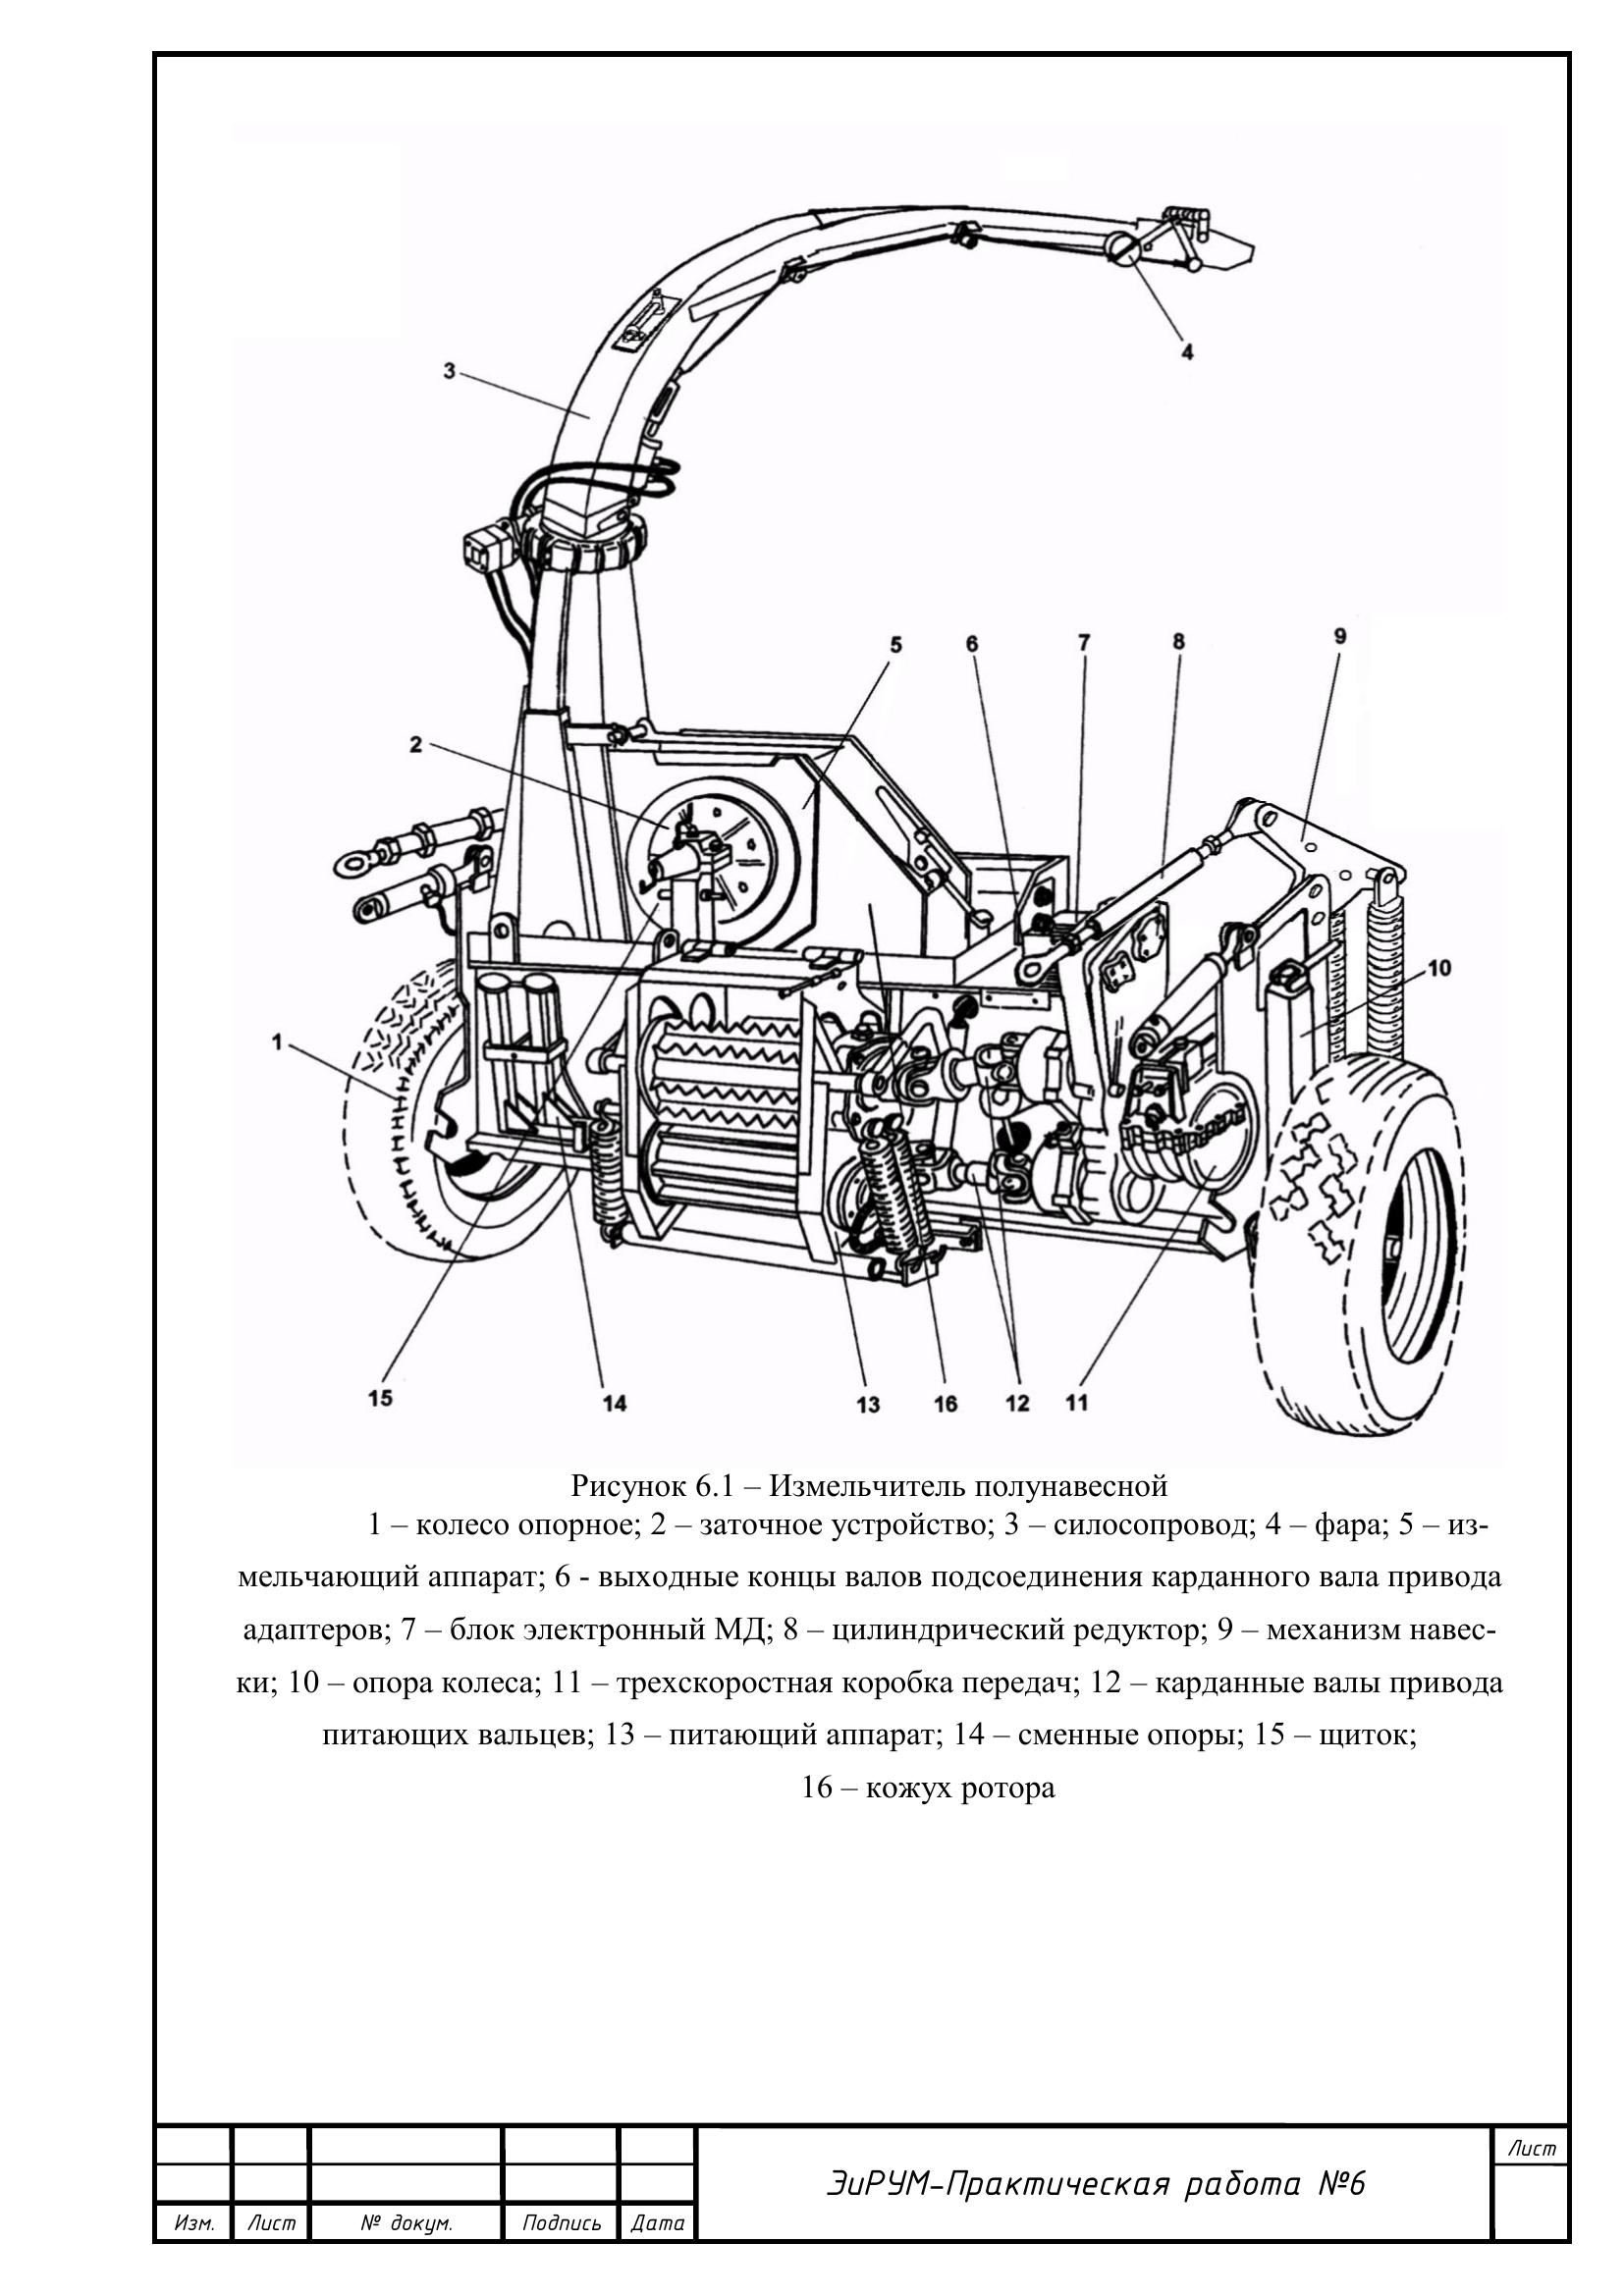 4
3
9
5 6 7 8
2
10
1
15 14 13 16 12 11
Рисунок 6.1 – Измельчитель полунавесной
1 – колесо опорное; 2 – заточное устройство; 3 – силосопровод; 4 – фара; 5 – из-
мельчающий аппарат; 6 - выходные концы валов подсоединения карданного вала привода
адаптеров; 7 – блок электронный МД; 8 – цилиндрический редуктор; 9 – механизм навес-
ки; 10 – опора колеса; 11 – трехскоростная коробка передач; 12 – карданные валы привода
питающих вальцев; 13 – питающий аппарат; 14 – сменные опоры; 15 – щиток;
16 – кожух ротора
Лист
ЭиРУМ-Практическая работа №6
Изм. Лист № докум. Подпись Дата